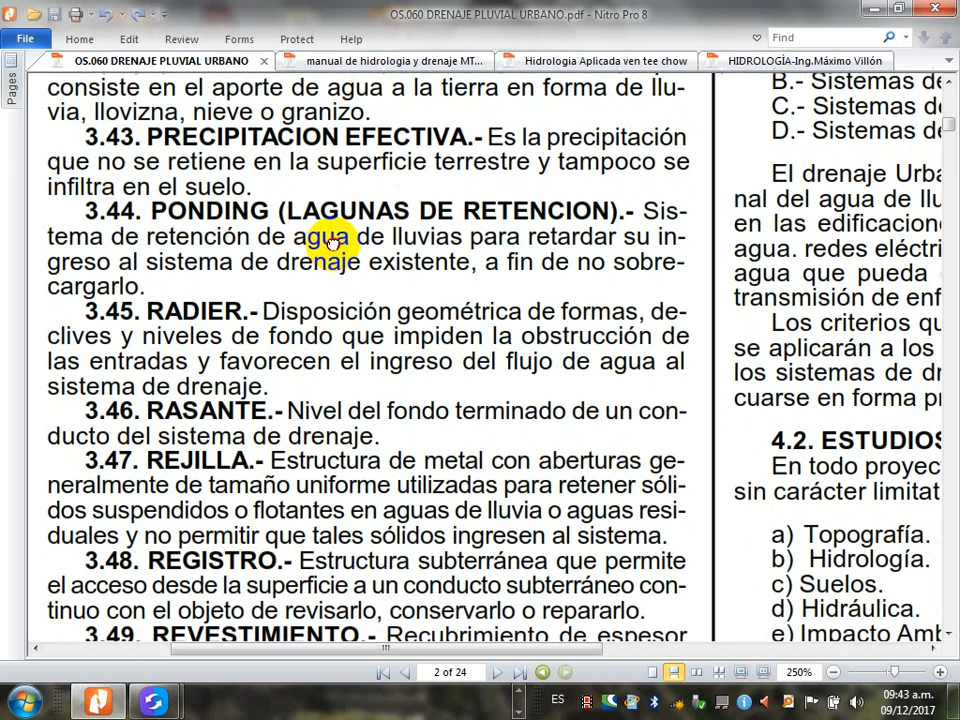 OS.060 DRENAJE PLUVIAL URBANO.pdf - Nitro Pro 8
File Home Edit Review Forms Protect Help Find
OS.060 DRENAJE PLUVIAL URBANO manual de hidrologia y drenaje MT... Hidrologia Aplicada ven tee chow HIDROLOGÍA-Ing.Máximo Villón
Pages
consiste en el aporte de agua a la tierra en forma de llu-
via, llovizna, nieve o granizo.
3.43. PRECIPITACION EFECTIVA.- Es la precipitación
que no se retiene en la superficie terrestre y tampoco se
infiltra en el suelo.
3.44. PONDING (LAGUNAS DE RETENCION).- Sis-
tema de retención de agua de lluvias para retardar su in-
greso al sistema de drenaje existente, a fin de no sobre-
cargarlo.
3.45. RADIER.- Disposición geométrica de formas, de-
clives y niveles de fondo que impiden la obstrucción de
las entradas y favorecen el ingreso del flujo de agua al
sistema de drenaje.
3.46. RASANTE.- Nivel del fondo terminado de un con-
ducto del sistema de drenaje.
3.47. REJILLA.- Estructura de metal con aberturas ge-
neralmente de tamaño uniforme utilizadas para retener sóli-
dos suspendidos o flotantes en aguas de lluvia o aguas resi-
duales y no permitir que tales sólidos ingresen al sistema.
3.48. REGISTRO.- Estructura subterránea que permite
el acceso desde la superficie a un conducto subterráneo con-
tinuo con el objeto de revisarlo, conservarlo o repararlo.
3.49. REVESTIMIENTO.- Recubrimiento de espesor
B.- Sistemas de
C.- Sistemas de
D.- Sistemas de
El drenaje Urba
nal del agua de llu
en las edificacione
agua. redes eléctri
agua que pueda
transmisión de enf
Los criterios qu
se aplicarán a los
los sistemas de dr
cuarse en forma pr
4.2. ESTUDIOS
En todo proyec
sin carácter limitat
a) Topografía.
b) Hidrología.
c) Suelos.
d) Hidráulica.
e) Impacto Amb
2 of 24
250%
ES
09:43 a.m.
09/12/2017